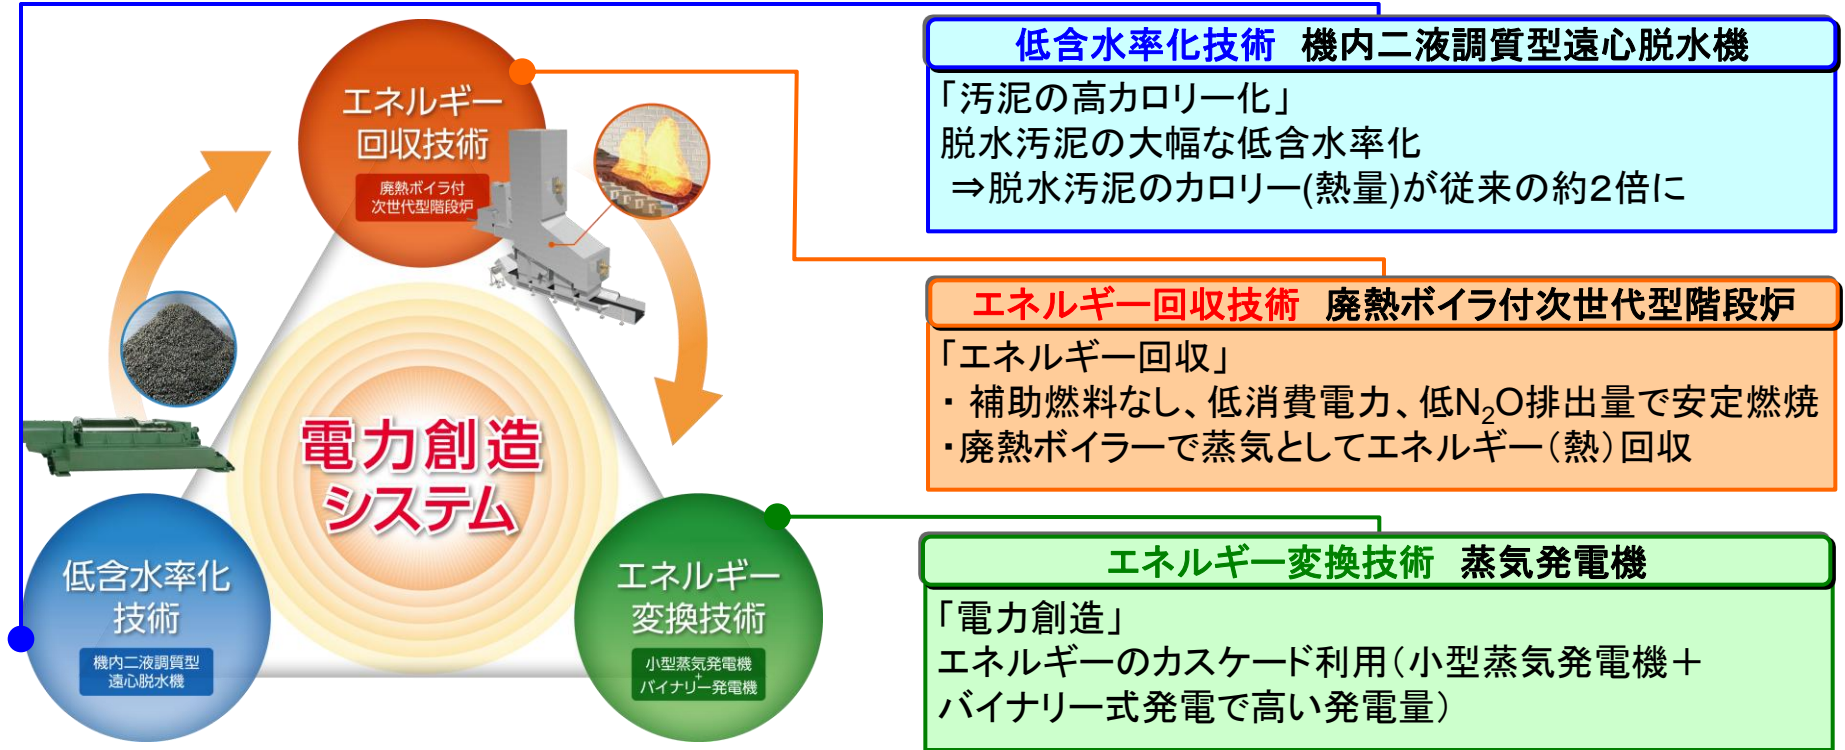 エネルギー
回収技術
廃熱ボイラ付
次世代型階段炉
電力創造
システム
低含水率化
技術
機内二液調質型
遠心脱水機
エネルギー
変換技術
小型蒸気発電機
+
バイナリー発電機
低含水率化技術 機内二液調質型遠心脱水機
「汚泥の高カロリー化」
脱水汚泥の大幅な低含水率化
⇒脱水汚泥のカロリー(熱量)が従来の約2倍に
エネルギー回収技術 廃熱ボイラ付次世代型階段炉
「エネルギー回収」
・ 補助燃料なし、低消費電力、低N₂O排出量で安定燃焼
・廃熱ボイラーで蒸気としてエネルギー(熱)回収
エネルギー変換技術 蒸気発電機
「電力創造」
エネルギーのカスケード利用(小型蒸気発電機+
バイナリー式発電で高い発電量)